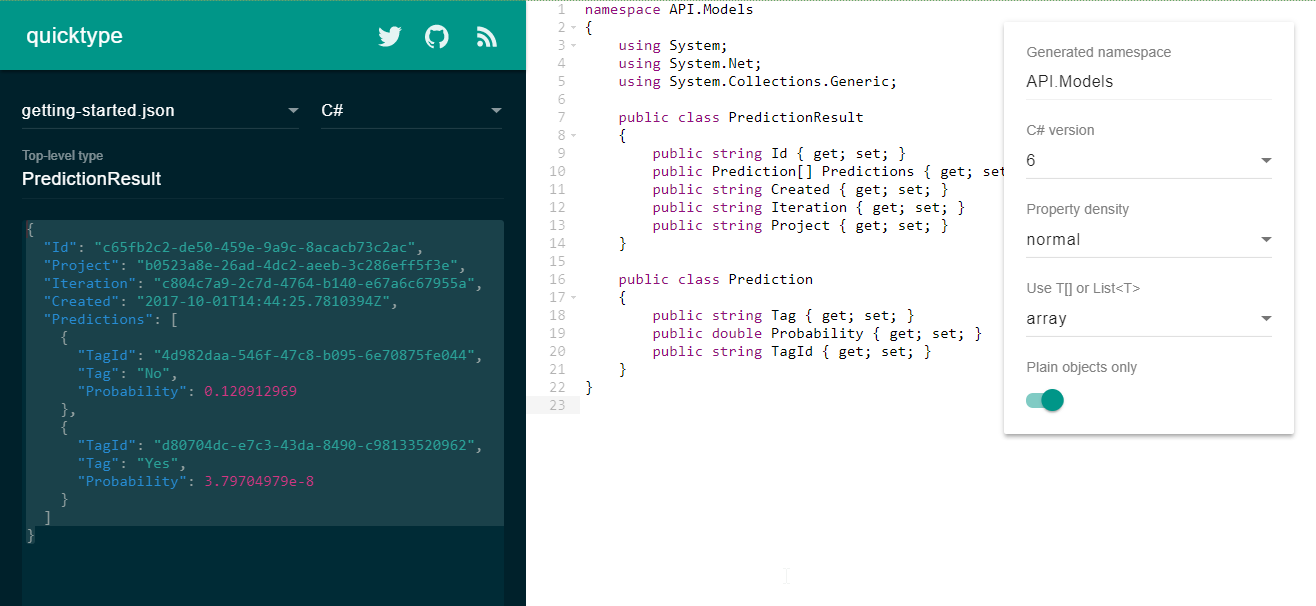 quicktype
getting-started.json
C#
Top-level type
PredictionResult
{
"Id": "c65fb2c2-de50-459e-9a9c-8acacb73c2ac",
"Project": "b0523a8e-26ad-4dc2-aeeb-3c286eff5f3e",
"Iteration": "c804c7a9-2c7d-4764-b140-e67a6c67955a",
"Created": "2017-10-01T14:44:25.7810394Z",
"Predictions": [
{
"TagId": "4d982daa-546f-47c8-b095-6e70875fe044",
"Tag": "No",
"Probability": 0.120912969
},
{
"TagId": "d80704dc-e7c3-43da-8490-c98133520962",
"Tag": "Yes",
"Probability": 3.79704979e-8
}
]
}
1 namespace API.Models
2 {
3 using System;
4 using System.Net;
5 using System.Collections.Generic;
6
7 public class PredictionResult
8 {
9 public string Id { get; set; }
10 public Prediction[] Predictions { get; set
11 public string Created { get; set; }
12 public string Iteration { get; set; }
13 public string Project { get; set; }
14 }
15
16 public class Prediction
17 {
18 public string Tag { get; set; }
19 public double Probability { get; set; }
20 public string TagId { get; set; }
21 }
22 }
23
Generated namespace
API.Models
C# version
6
Property density
normal
Use T[] or List<T>
array
Plain objects only